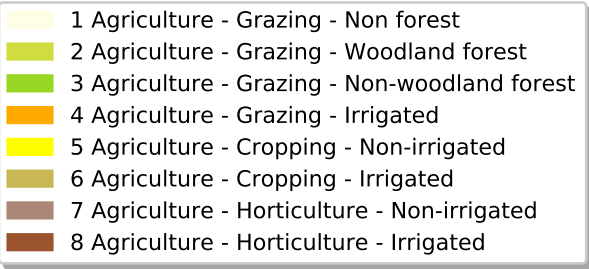 1 Agriculture - Grazing - Non forest
2 Agriculture - Grazing - Woodland forest
3 Agriculture - Grazing - Non-woodland forest
4 Agriculture - Grazing - Irrigated
5 Agriculture - Cropping - Non-irrigated
6 Agriculture - Cropping - Irrigated
7 Agriculture - Horticulture - Non-irrigated
8 Agriculture - Horticulture - Irrigated